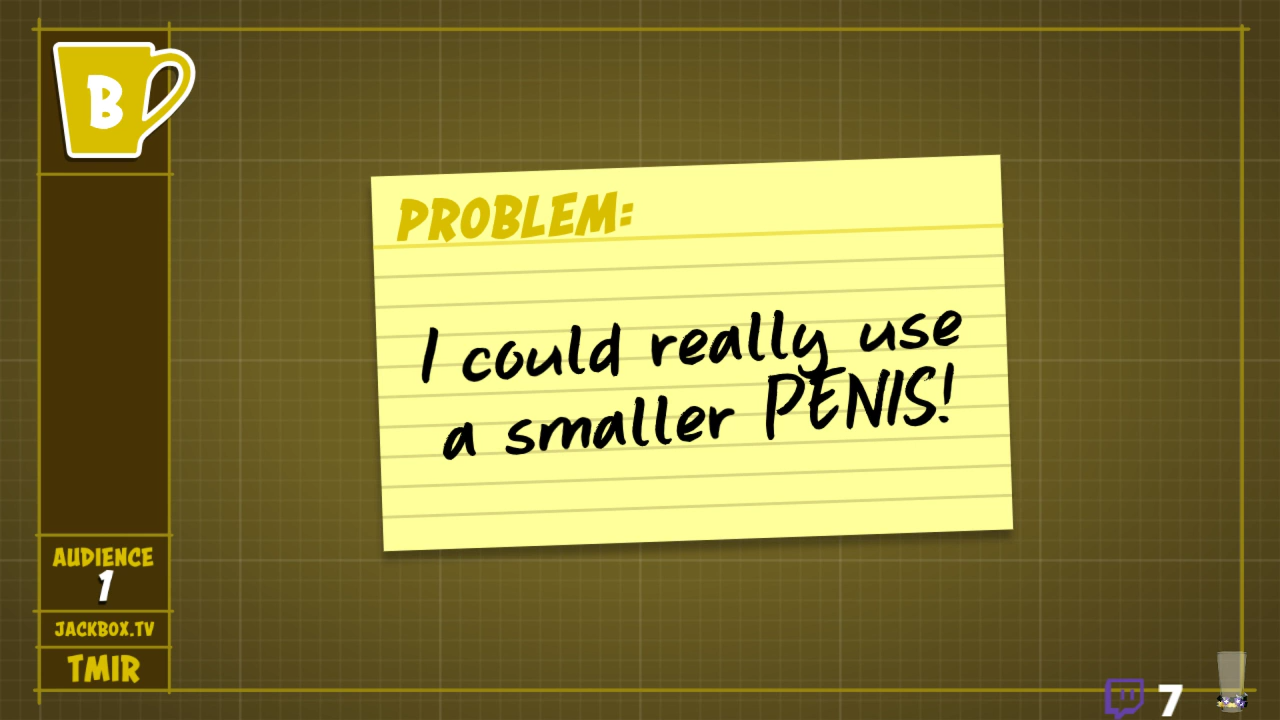 B
PROBLEM:
I could really use
a smaller PENIS!
AUDIENCE
1
JACKBOX.TV
TMIR
7